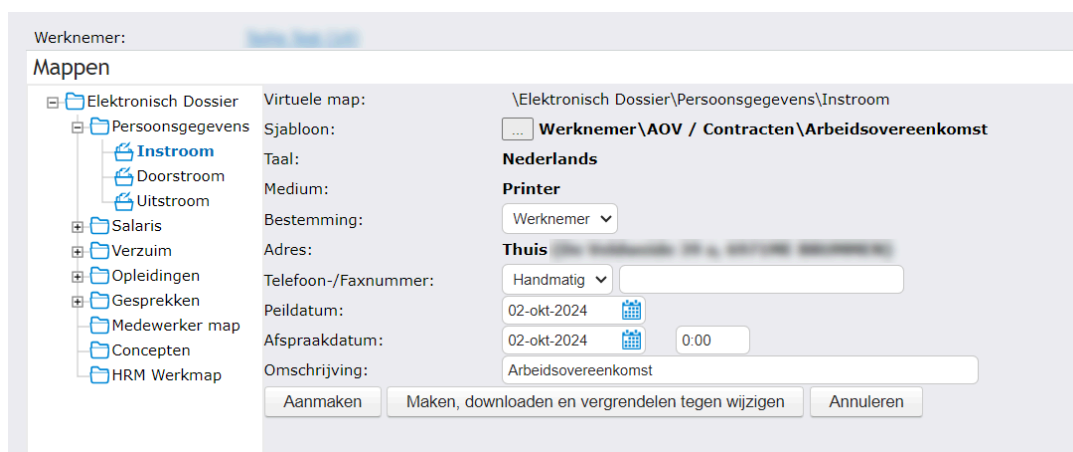 Werknemer:
Mappen
Elektronisch Dossier
Persoonsgegevens
Instroom
Doorstroom
Uitstroom
Salaris
Verzuim
Opleidingen
Gesprekken
Medewerker map
Concepten
HRM Werkmap
Virtuele map: \Elektronisch Dossier\Persoonsgegevens\Instroom
Sjabloon: ... Werknemer\AOV / Contracten\Arbeidsovereenkomst
Taal: Nederlands
Medium: Printer
Bestemming: Werknemer
Adres: Thuis
Telefoon-/Faxnummer: Handmatig
Peildatum: 02-okt-2024
Afspraakdatum: 02-okt-2024 0:00
Omschrijving: Arbeidsovereenkomst
Aanmaken Maken, downloaden en vergrendelen tegen wijzigen Annuleren